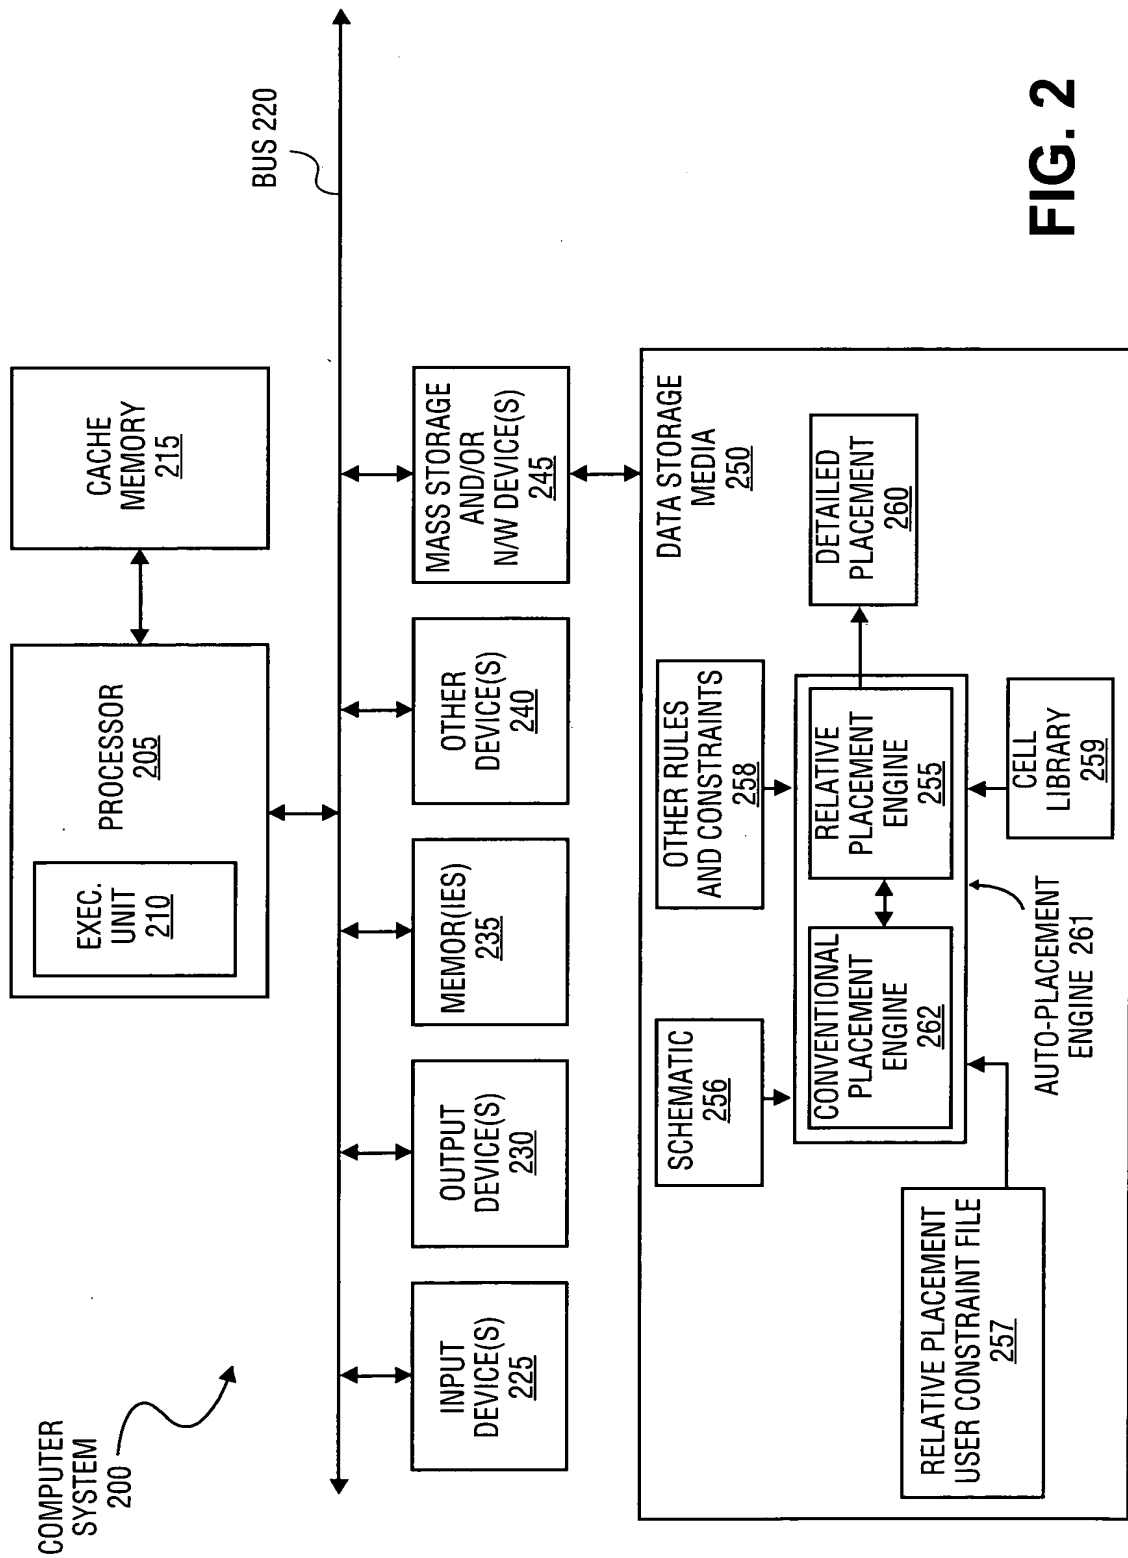 COMPUTER
SYSTEM
200
PROCESSOR
205
EXEC.
UNIT
210
CACHE
MEMORY
215
BUS 220
INPUT
DEVICE(S)
225
OUTPUT
DEVICE(S)
230
MEMOR(IES)
235
OTHER
DEVICE(S)
240
MASS STORAGE
AND/OR
N/W DEVICE(S)
245
DATA STORAGE
MEDIA
250
SCHEMATIC
256
OTHER RULES
AND CONSTRAINTS
258
CONVENTIONAL
PLACEMENT
ENGINE
262
RELATIVE
PLACEMENT
ENGINE
255
DETAILED
PLACEMENT
260
RELATIVE PLACEMENT
USER CONSTRAINT FILE
257
AUTO-PLACEMENT
ENGINE 261
CELL
LIBRARY
259
FIG. 2